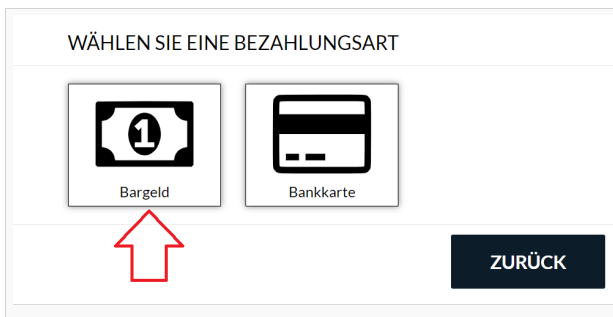 WÄHLEN SIE EINE BEZAHLUNGSART
1
Bargeld
Bankkarte
ZURÜCK